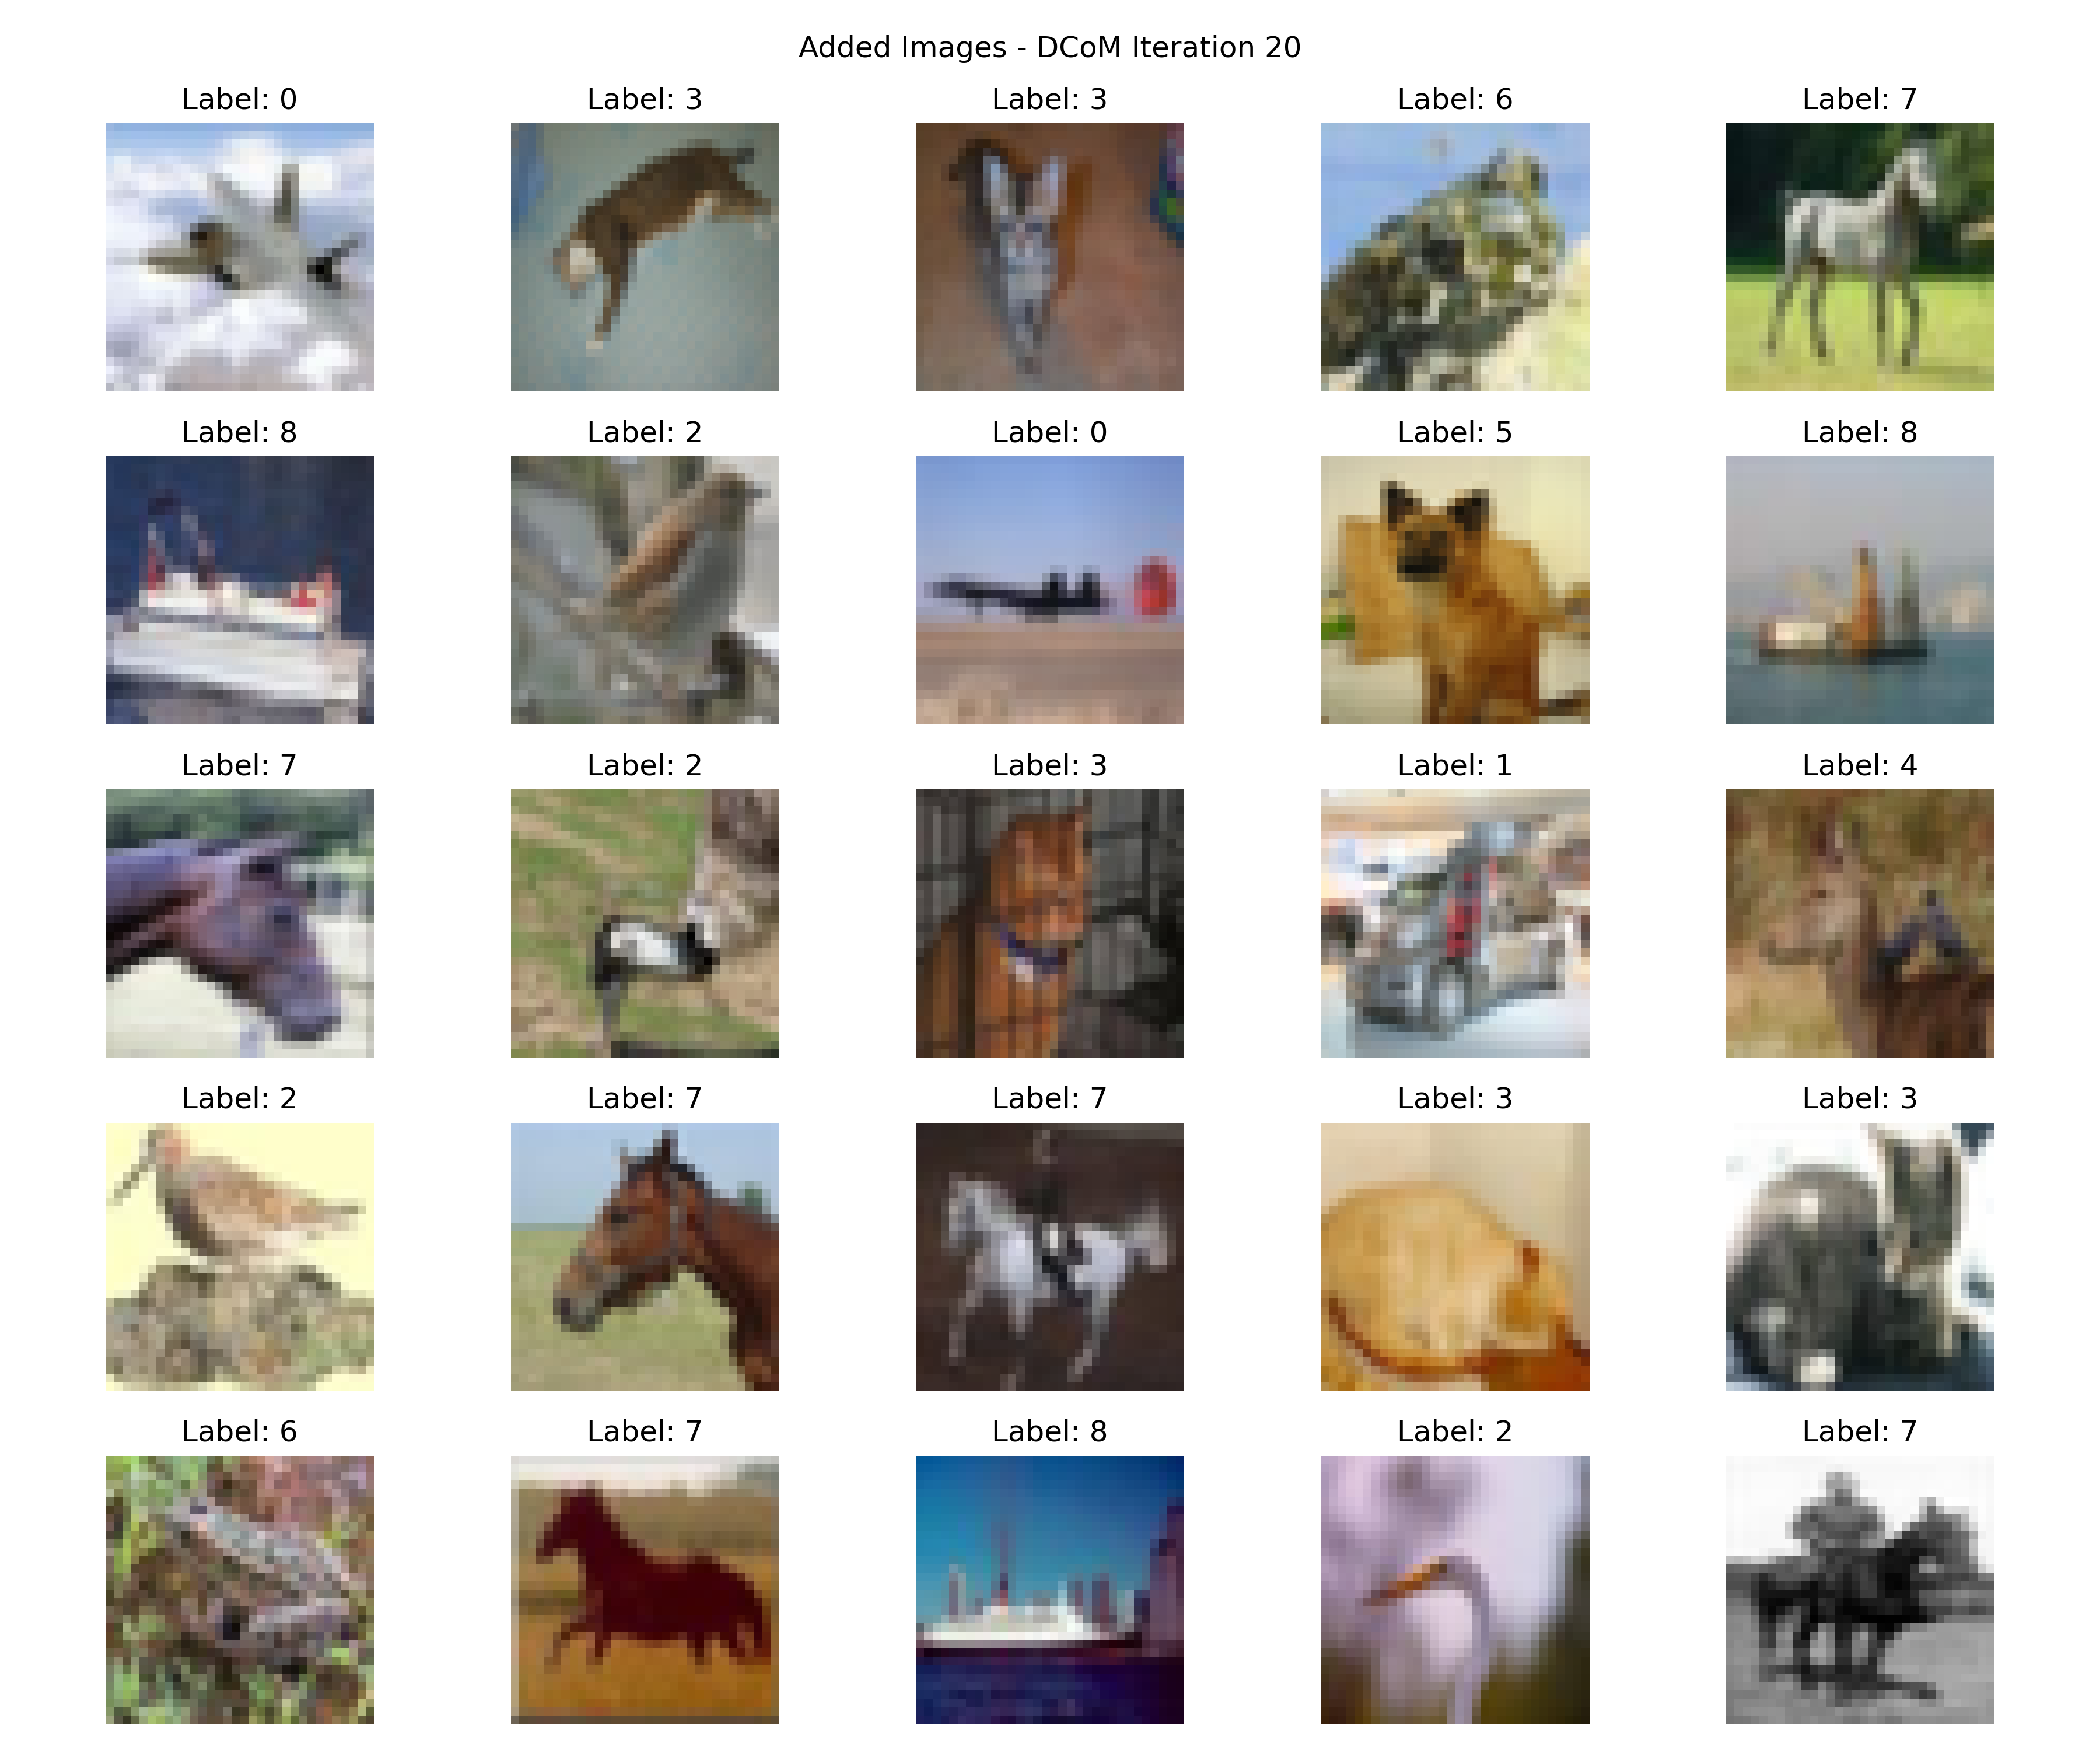 Added Images - DCoM Iteration 20
Label: 0 Label: 3 Label: 3 Label: 6 Label: 7
Label: 8 Label: 2 Label: 0 Label: 5 Label: 8
Label: 7 Label: 2 Label: 3 Label: 1 Label: 4
Label: 2 Label: 7 Label: 7 Label: 3 Label: 3
Label: 6 Label: 7 Label: 8 Label: 2 Label: 7